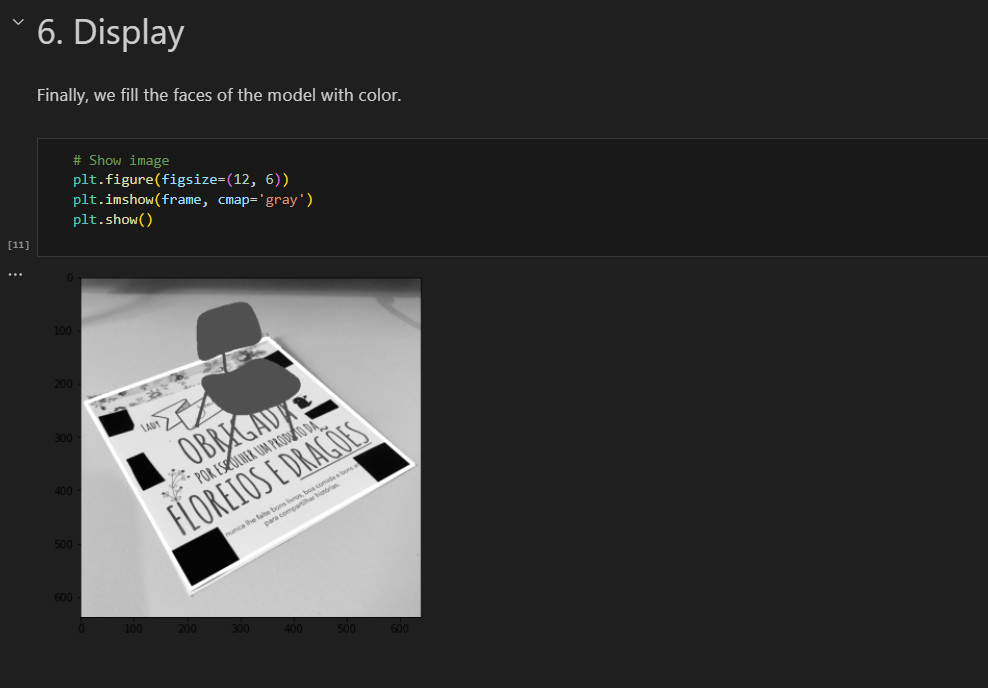 6. Display
Finally, we fill the faces of the model with color.
# Show image
plt.figure(figsize=(12, 6))
plt.imshow(frame, cmap='gray')
plt.show()
[11]
...
0
100
200
300
400
500
600
LADY
OBRIGADA
POR ESCOLHER UM PRODUTO DA
FLOREIOS E DRAGÕES
nunca lhe falte bons livros, boa comida e bons
para compartilhar histórias.
0 100 200 300 400 500 600